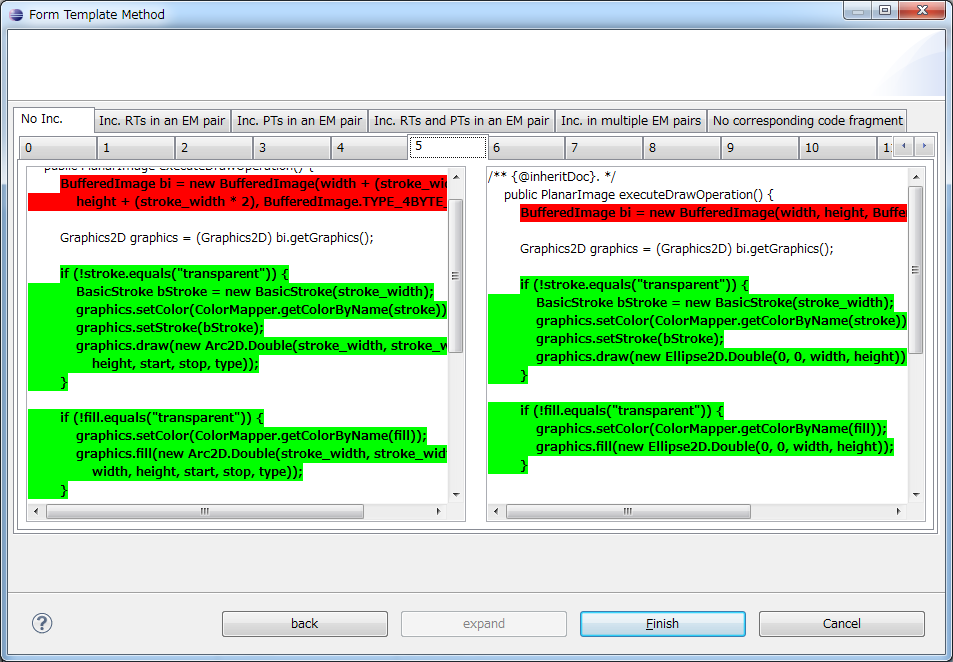 Form Template Method
No Inc.
Inc. RTs in an EM pair
Inc. PTs in an EM pair
Inc. RTs and PTs in an EM pair
Inc. in multiple EM pairs
No corresponding code fragment
0 1 2 3 4 5 6 7 8 9 10
public PlanarImage executeDrawOperation() {
BufferedImage bi = new BufferedImage(width + (stroke_wi
height + (stroke_width * 2), BufferedImage.TYPE_4BYTE_
Graphics2D graphics = (Graphics2D) bi.getGraphics();
if (!stroke.equals("transparent")) {
BasicStroke bStroke = new BasicStroke(stroke_width);
graphics.setColor(ColorMapper.getColorByName(stroke))
graphics.setStroke(bStroke);
graphics.draw(new Arc2D.Double(stroke_width, stroke_w
height, start, stop, type));
}
if (!fill.equals("transparent")) {
graphics.setColor(ColorMapper.getColorByName(fill));
graphics.fill(new Arc2D.Double(stroke_width, stroke_wid
width, height, start, stop, type));
}
/** {@inheritDoc}. */
public PlanarImage executeDrawOperation() {
BufferedImage bi = new BufferedImage(width, height, Buffe
Graphics2D graphics = (Graphics2D) bi.getGraphics();
if (!stroke.equals("transparent")) {
BasicStroke bStroke = new BasicStroke(stroke_width);
graphics.setColor(ColorMapper.getColorByName(stroke))
graphics.setStroke(bStroke);
graphics.draw(new Ellipse2D.Double(0, 0, width, height))
}
if (!fill.equals("transparent")) {
graphics.setColor(ColorMapper.getColorByName(fill));
graphics.fill(new Ellipse2D.Double(0, 0, width, height));
}
?
back
expand
Finish
Cancel